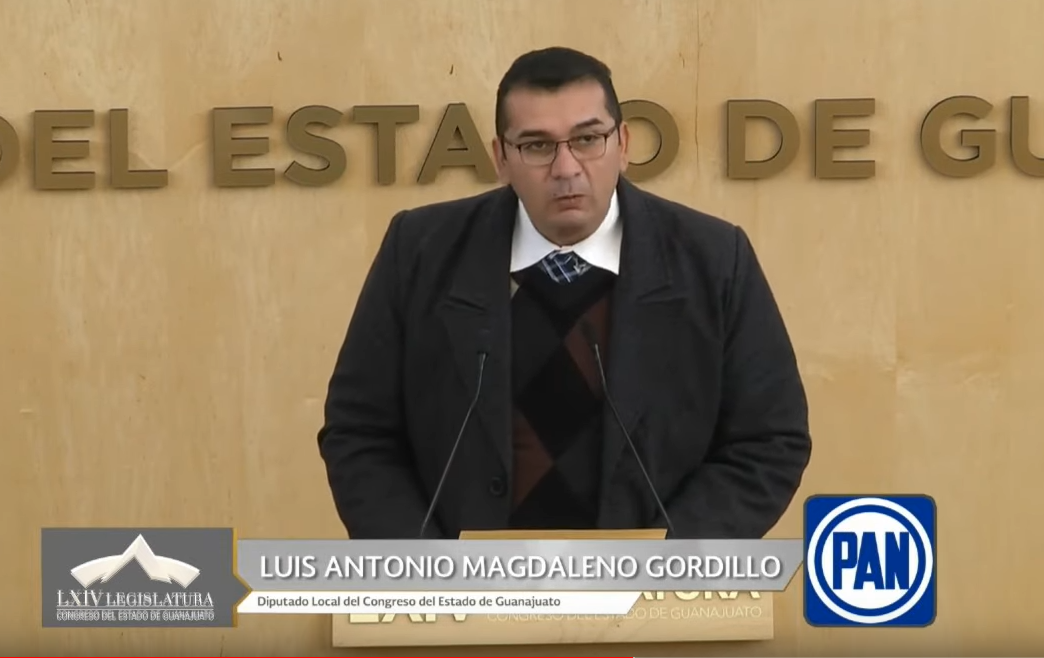 DEL ESTADO DE GU
LUIS ANTONIO MAGDALENO GORDILLO
Diputado Local del Congreso del Estado de Guanajuato
PAN
LXIV LEGISLATURA
CONGRESO DEL ESTADO DE GUANAJUATO
LXIV
CONGRESO DEL ESTADO DE GUANAJUATO